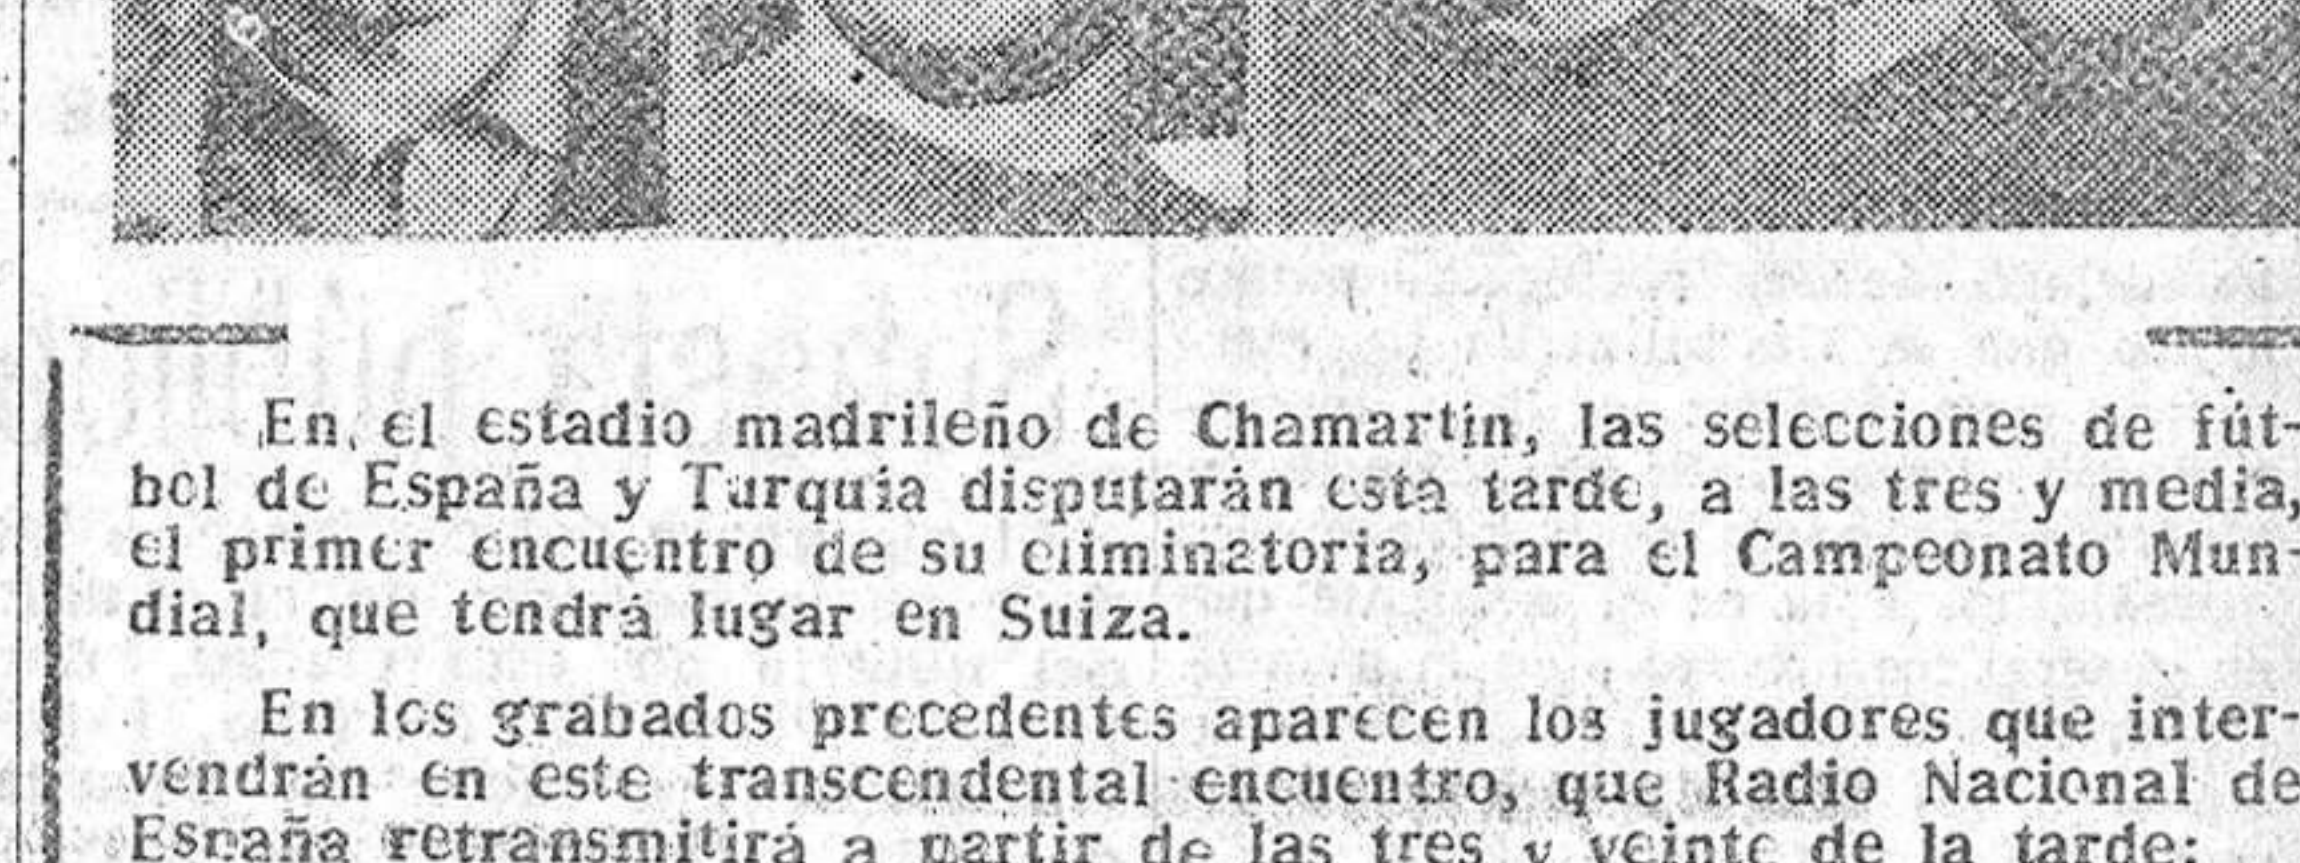 En el estadio madrileño de Chamartín, las selecciones de fút-
bol de España y Turquía disputarán esta tarde, a las tres y media,
el primer encuentro de su eliminatoria, para el Campeonato Mun-
dial, que tendrá lugar en Suiza.
En los grabados precedentes aparecen los jugadores que inter-
vendrán en este transcendental encuentro, que Radio Nacional de
España retransmitirá a partir de las tres y veinte de la tarde: